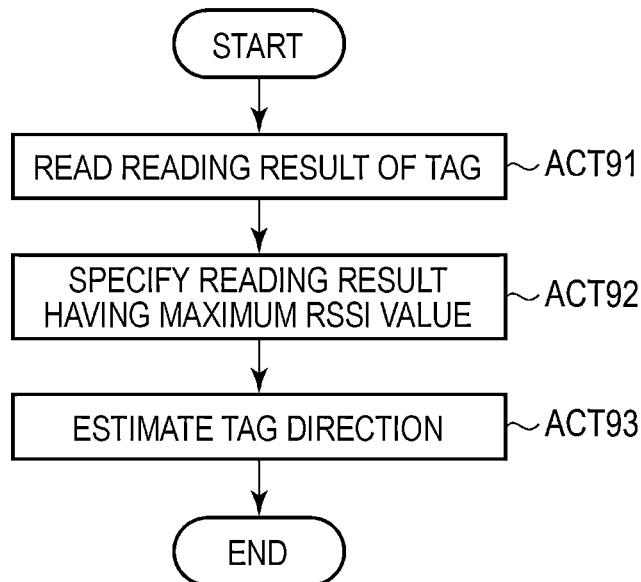 START
READ READING RESULT OF TAG
ACT91
SPECIFY READING RESULT
HAVING MAXIMUM RSSI VALUE
ACT92
ESTIMATE TAG DIRECTION
ACT93
END